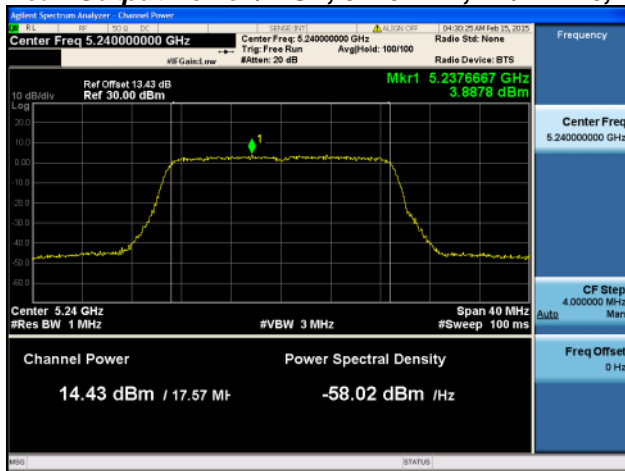 Agilent Spectrum Analyzer - Channel Power
RL RF 50 Ω DC SENSE:INT ALIGN OFF 04:30:25 AM Feb 25, 2015
Center Freq 5.240000000 GHz Center Freq: 5.240000000 GHz Radio Std: None Frequency
Trig: Free Run Avg|Hold: 100/100
#IFGain:Low #Atten: 20 dB Radio Device: BTS
Mkr1 5.2376667 GHz
3.8878 dBm
Ref Offset 13.43 dB
10 dB/div Ref 30.00 dBm
Log
20.0
10.0
0.00
-10.0
-20.0
-30.0
-40.0
-50.0
-60.0
1
Center Freq
5.240000000 GHz
Center 5.24 GHz Span 40 MHz
#Res BW 1 MHz #VBW 3 MHz #Sweep 100 ms
CF Step
4.000000 MHz
Auto Man
Freq Offset
0 Hz
Channel Power Power Spectral Density
14.43 dBm / 17.57 MH -58.02 dBm /Hz
MSG STATUS